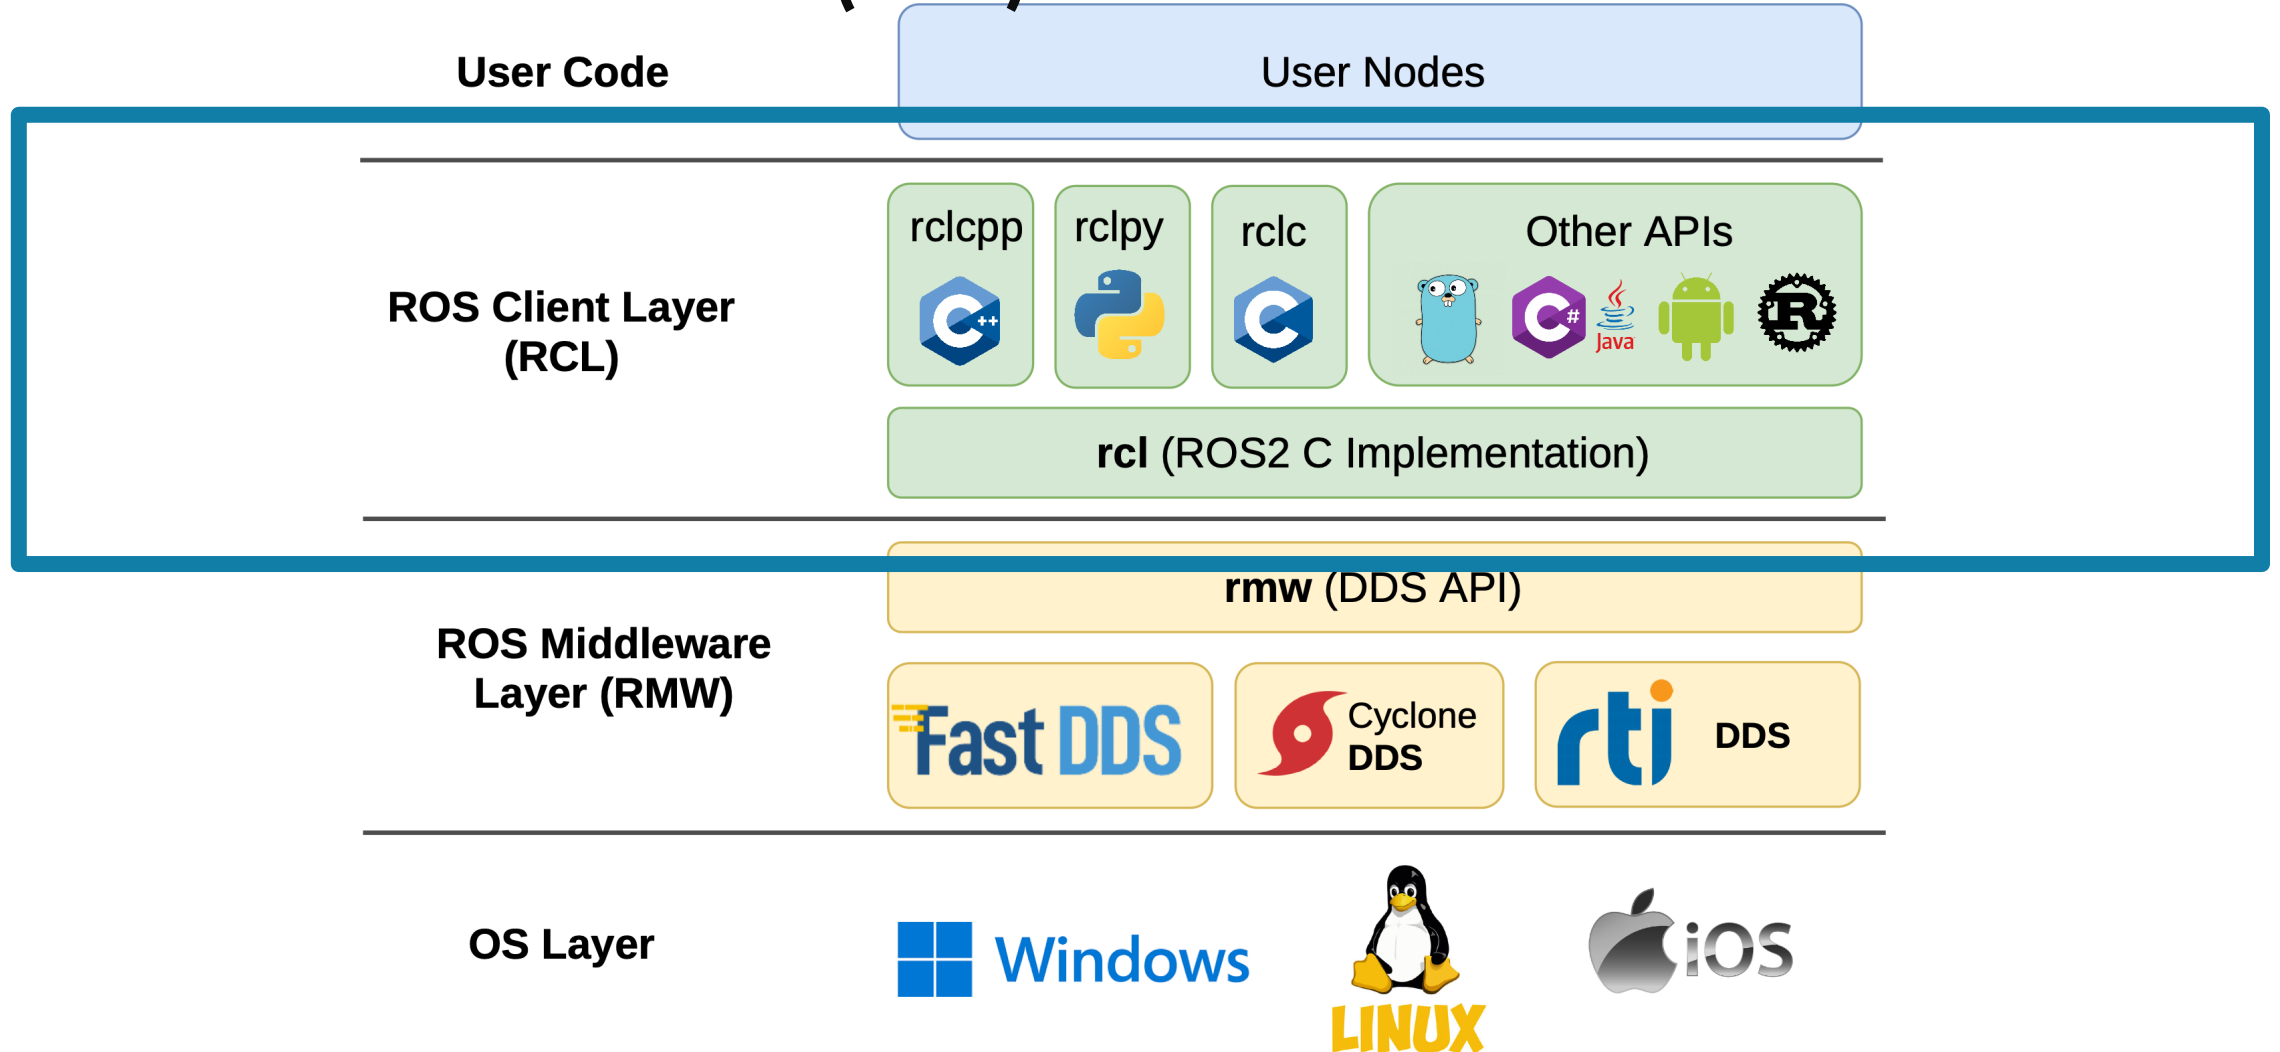 User Code
User Nodes
rclcpp
rclpy
rclc
Other APIs
C ++
C
C #
Java
R
ROS Client Layer
(RCL)
rcl (ROS2 C Implementation)
rmw (DDS API)
ROS Middleware
Layer (RMW)
Fast DDS
Cyclone
DDS
rti
DDS
OS Layer
Windows
LINUX
iOS